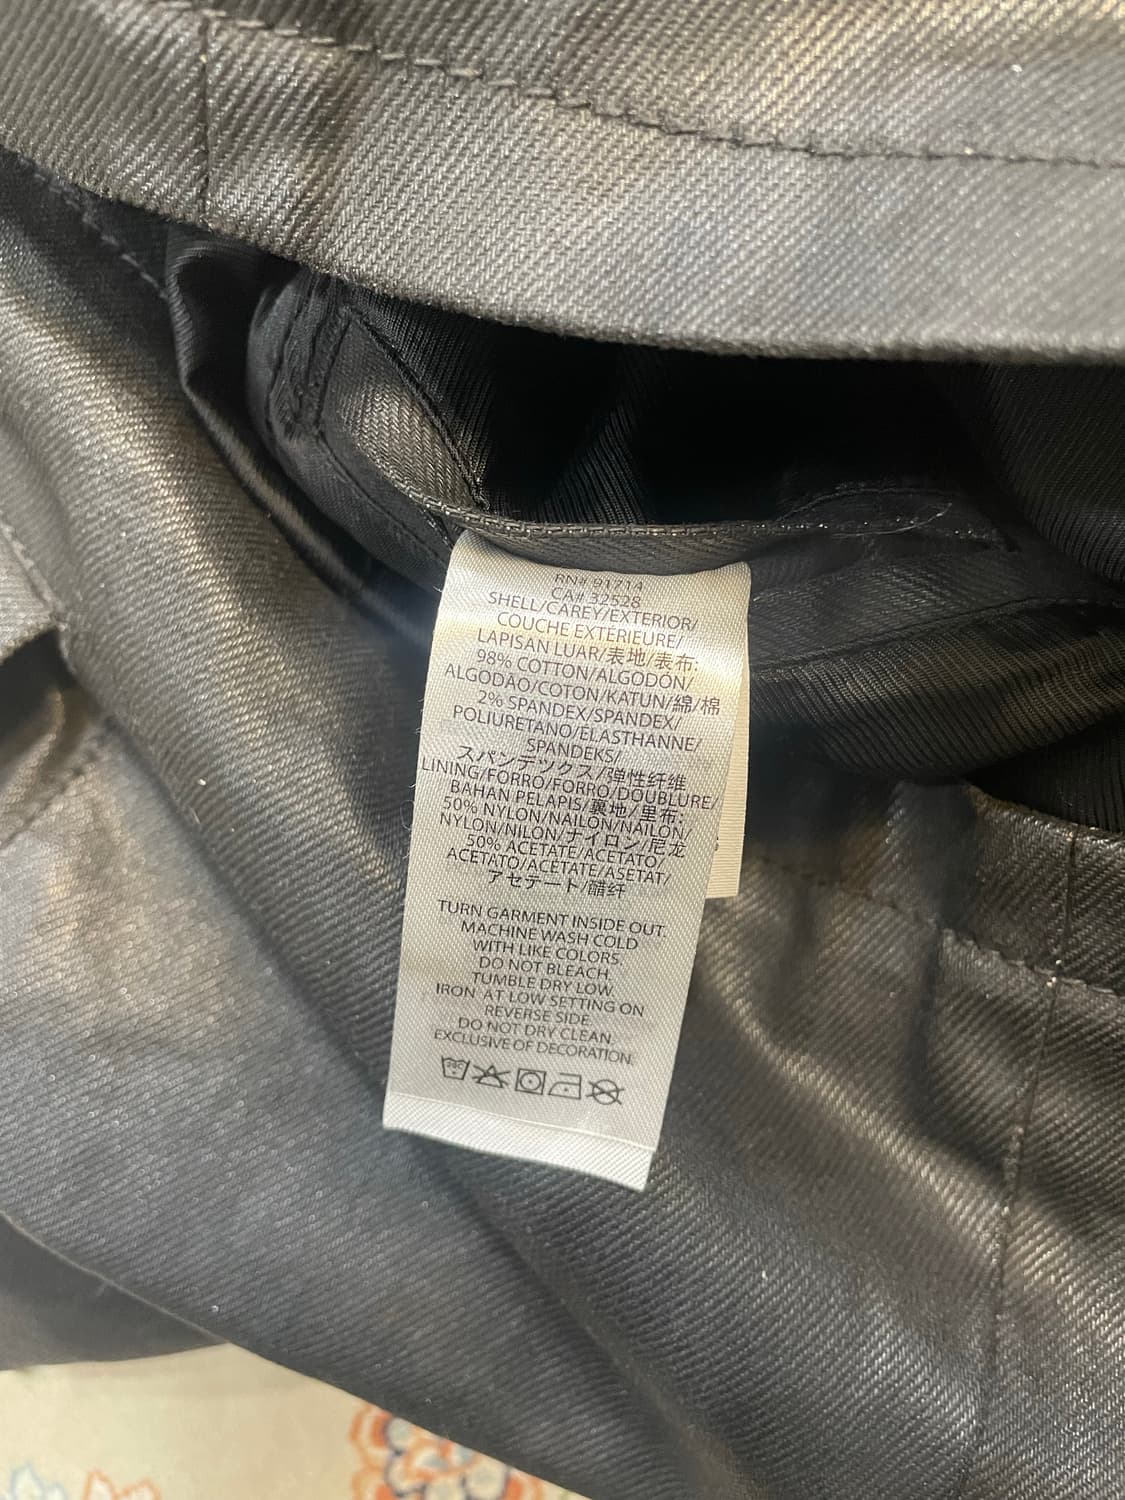 RN# 91714
CA# 32528
SHELL/CAREY/EXTERIOR/
COUCHE EXTÉRIEURE/
LAPISAN LUAR/表地/表布:
98% COTTON/ALGODÓN/
ALGODÃO/COTON/KATUN/綿/棉
2% SPANDEX/SPANDEX/
POLIURETANO/ELASTHANNE/
SPANDEKS/
スパンデックス/弹性纤维
LINING/FORRO/FORRO/DOUBLURE/
BAHAN PELAPIS/裏地/里布:
50% NYLON/NAILON/NAILON/
NYLON/NILON/ナイロン/尼龙
50% ACETATE/ACETATO/
ACETATO/ACETATE/ASETAT/
アセテート/醋纤
TURN GARMENT INSIDE OUT.
MACHINE WASH COLD
WITH LIKE COLORS.
DO NOT BLEACH.
TUMBLE DRY LOW.
IRON AT LOW SETTING ON
REVERSE SIDE.
DO NOT DRY CLEAN.
EXCLUSIVE OF DECORATION.